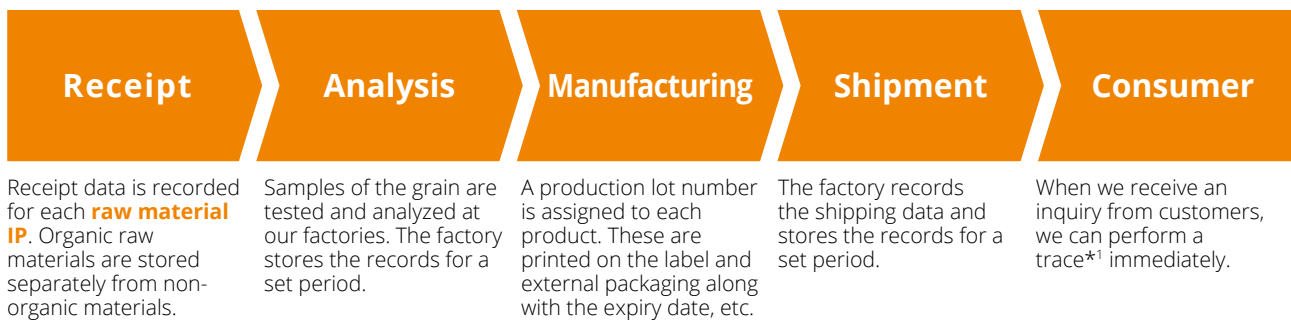 Receipt
Analysis
Manufacturing
Shipment
Consumer
Receipt data is recorded
for each raw material
IP. Organic raw
materials are stored
separately from non-
organic materials.
Samples of the grain are
tested and analyzed at
our factories. The factory
stores the records for a
set period.
A production lot number
is assigned to each
product. These are
printed on the label and
external packaging along
with the expiry date, etc.
The factory records
the shipping data and
stores the records for a
set period.
When we receive an
inquiry from customers,
we can perform a
trace*1 immediately.